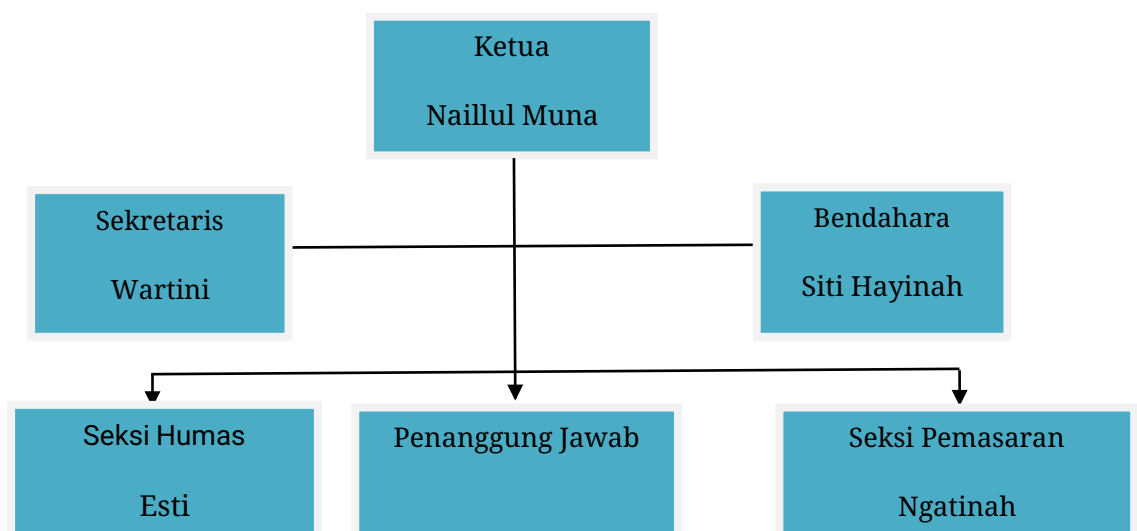 Ketua
Naillul Muna
Sekretaris
Wartini
Bendahara
Siti Hayinah
Seksi Humas
Esti
Penanggung Jawab
Seksi Pemasaran
Ngatinah